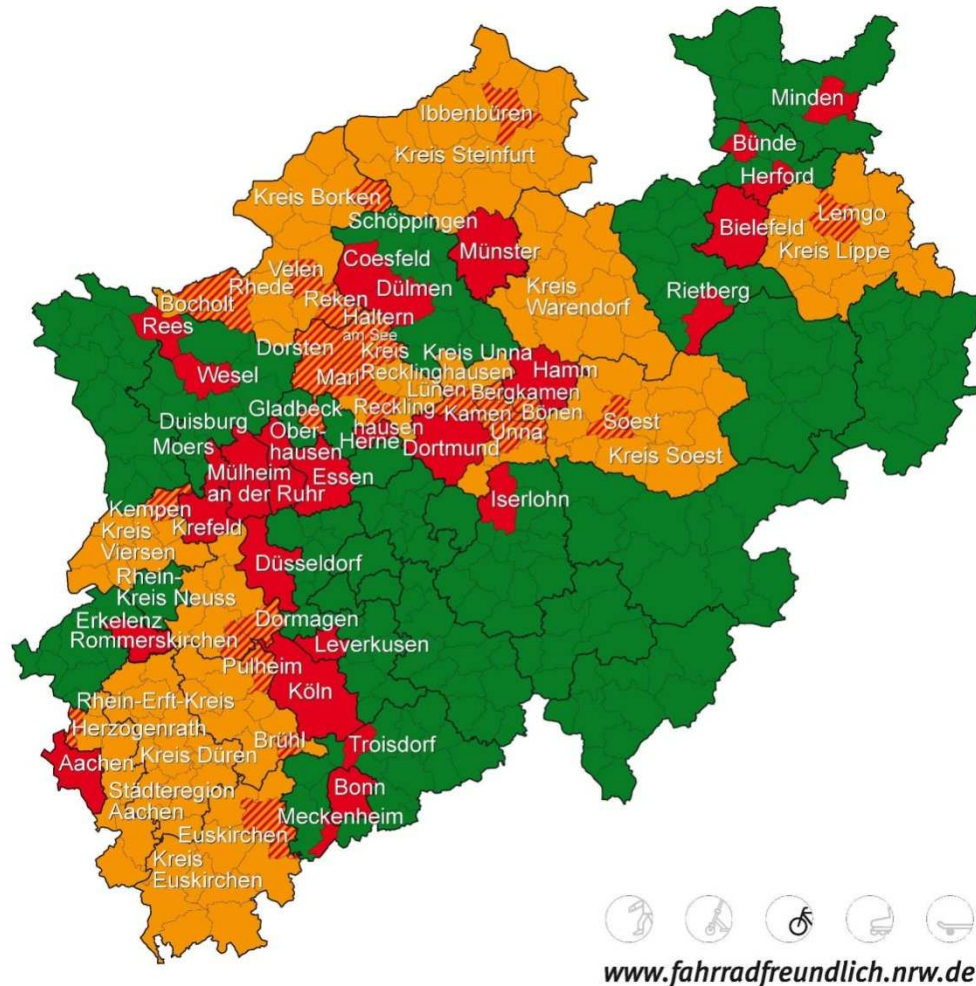 Minden
Ibbenbüren
Bünde
Kreis Steinfurt
Herford
Kreis Borken
Lemgo
Schöppingen
Bielefeld
Münster
Kreis Lippe
Coesfeld
Velen
Rhede
Kreis
Warendorf
Dülmen
Rietberg
Bocholt
Reken
Haltern
am See
Rees
Dorsten
Kreis
Recklinghausen
Kreis Unna
Wesel
Marl
Hamm
Lünen
Bergkamen
Gladbeck
Reckling
hausen
Kamen
Bönen
Soest
Duisburg
Ober-
hausen
Herne
Dortmund
Unna
Moers
Kreis Soest
Mülheim
an der Ruhr
Essen
Iserlohn
Kempen
Krefeld
Kreis
Viersen
Düsseldorf
Rhein-
Kreis Neuss
Dormagen
Erkelenz
Rommerskirchen
Leverkusen
Pulheim
Köln
Rhein-Erft-Kreis
Herzogenrath
Brühl
Troisdorf
Aachen
Kreis Düren
Bonn
Städteregion
Aachen
Meckenheim
Euskirchen
Kreis
Euskirchen
www.fahrradfreundlich.nrw.de